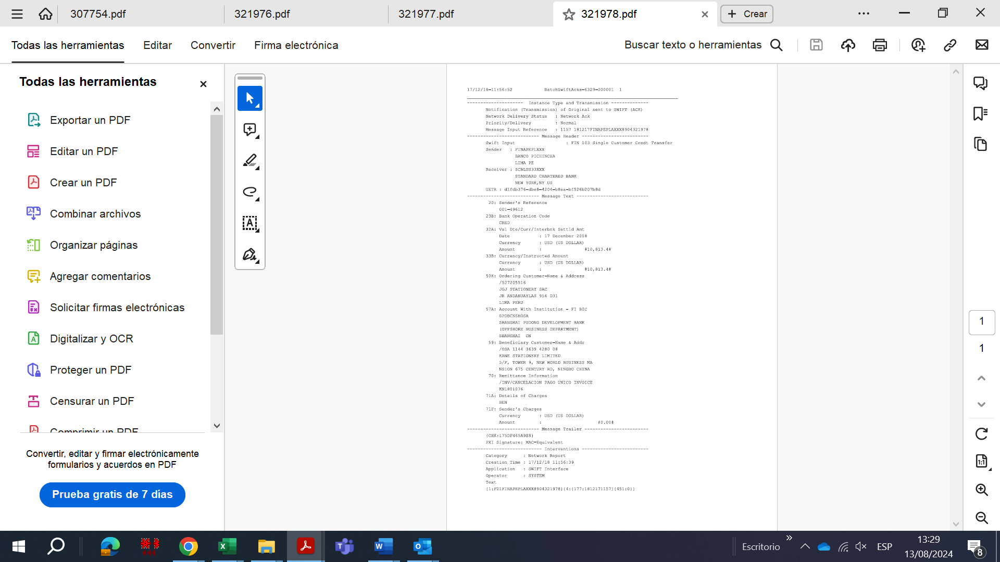 307754.pdf
321976.pdf
321977.pdf
321978.pdf
Crear
Todas las herramientas
Editar
Convertir
Firma electrónica
Buscar texto o herramientas
Todas las herramientas
Exportar un PDF
Editar un PDF
Crear un PDF
Combinar archivos
Organizar páginas
Agregar comentarios
Solicitar firmas electrónicas
Digitalizar y OCR
Proteger un PDF
Censurar un PDF
Comprimir un PDF
Convertir, editar y firmar electrónicamente
formularios y acuerdos en PDF
Prueba gratis de 7 días
17/12/18-11:56:52 BatchSwiftAcks-6329-000001 1
--------------------- Instance Type and Transmission --------------
Notification (Transmission) of Original sent to SWIFT (ACK)
Network Delivery Status : Network Ack
Priority/Delivery : Normal
Message Input Reference : 1157 181217FINAPEPLAXXX8904321978
--------------------------- Message Header -------------------------
Swift Input : FIN 103 Single Customer Credt Transfer
Sender : FINAPEPLXXX
BANCO PICHINCHA
LIMA PE
Receiver : SCBLUS33XXX
STANDARD CHARTERED BANK
NEW YORK,NY US
UETR : d1fdb376-dbe8-4204-b8ea-bf526b207b8d
--------------------------- Message Text ---------------------------
20: Sender's Reference
001-49612
23B: Bank Operation Code
CRED
32A: Val Dte/Curr/Interbnk Settld Amt
Date : 17 December 2018
Currency : USD (US DOLLAR)
Amount : #10,813.4#
33B: Currency/Instructed Amount
Currency : USD (US DOLLAR)
Amount : #10,813.4#
50K: Ordering Customer-Name & Address
/527205516
JGJ STATIONERY SAC
JR ANDAHUAYLAS 956 D31
LIMA PERU
57A: Account With Institution - FI BIC
SPDBCNSHOSA
SHANGHAI PUDONG DEVELOPMENT BANK
(OFFSHORE BUSINESS DEPARTMENT)
SHANGHAI CN
59: Beneficiary Customer-Name & Addr
/OSA 1144 3639 4280 08
KANE STATIONERY LIMITED
5/F, TOWER 9, NEW WORLD BUSINESS MA
NSION 675 CENTURY RD, NINGBO CHINA
70: Remittance Information
/INV/CANCELACION PAGO UNICO INVOICE
KN1801076
71A: Details of Charges
BEN
71F: Sender's Charges
Currency : USD (US DOLLAR)
Amount : #0.00#
--------------------------- Message Trailer ------------------------
{CHK:175DF465A9E8}
PKI Signature: MAC-Equivalent
--------------------------- Interventions -------------------------
Category : Network Report
Creation Time : 17/12/18 11:56:39
Application : SWIFT Interface
Operator : SYSTEM
Text
{1:F21FINAPEPLAXXX8904321978}{4:{177:1812171157}{451:0}}
1
1
1:1
Escritorio
ESP
13:29
13/08/2024
8